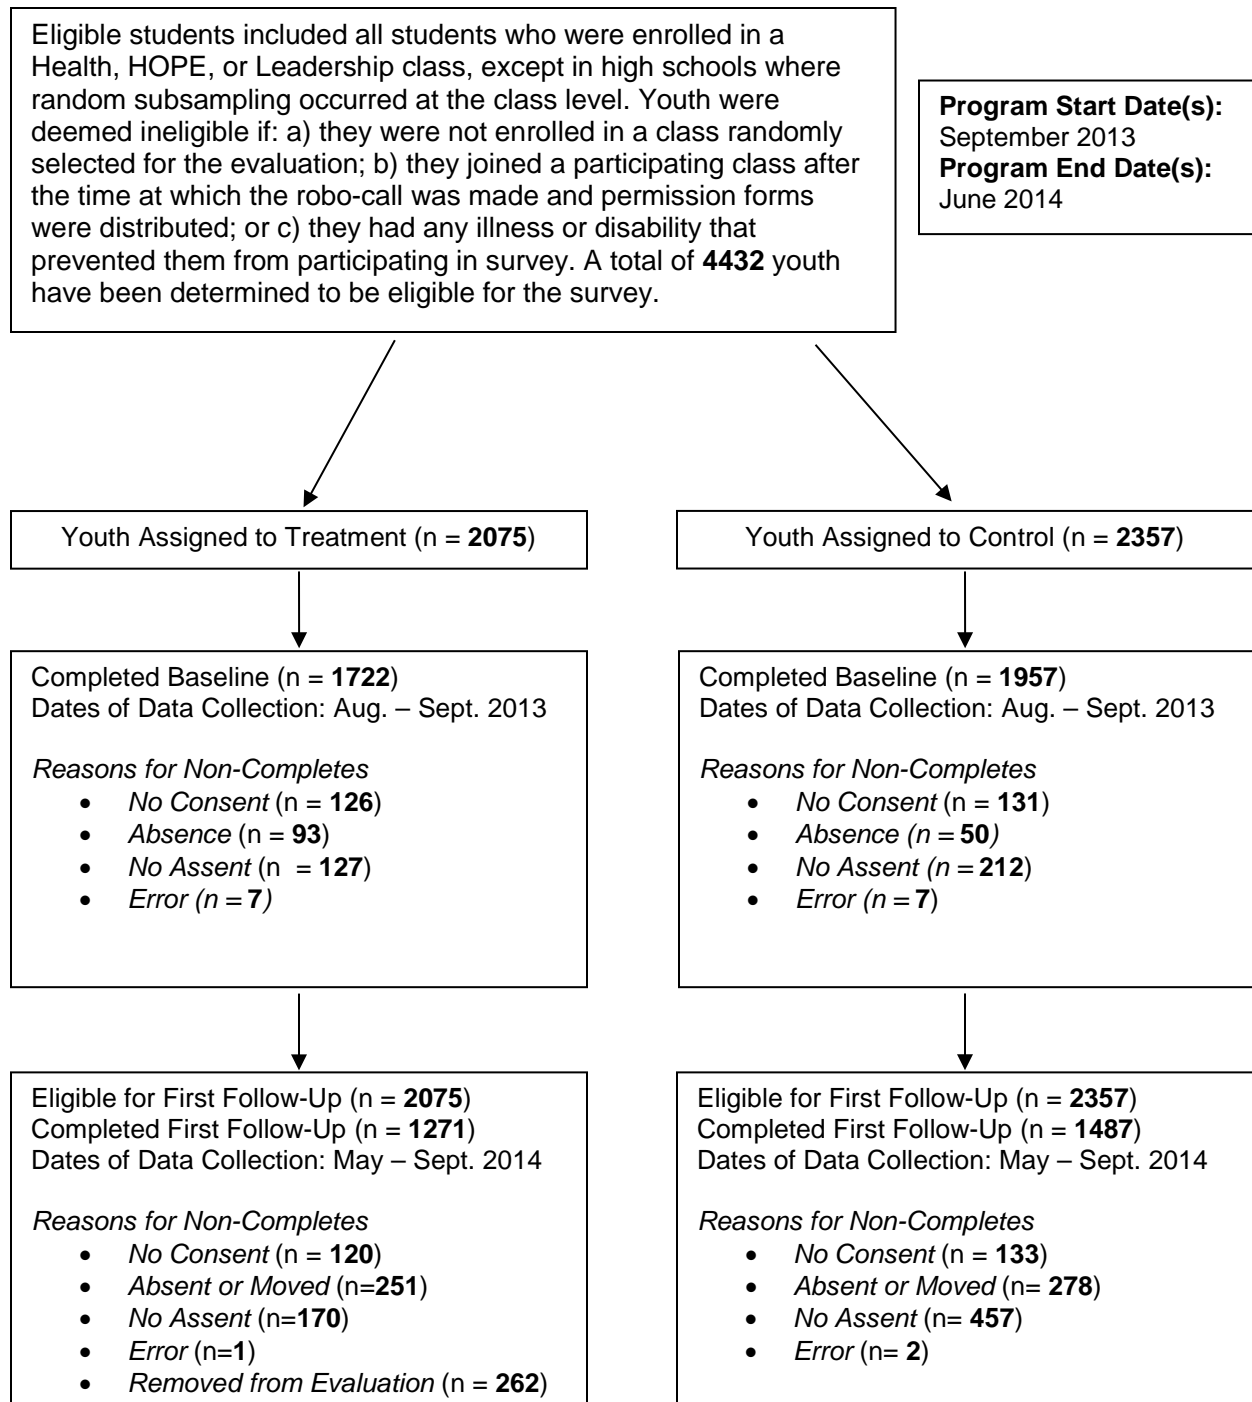 Eligible students included all students who were enrolled in a
Health, HOPE, or Leadership class, except in high schools where
random subsampling occurred at the class level. Youth were
deemed ineligible if: a) they were not enrolled in a class randomly
selected for the evaluation; b) they joined a participating class after
the time at which the robo-call was made and permission forms
were distributed; or c) they had any illness or disability that
prevented them from participating in survey. A total of 4432 youth
have been determined to be eligible for the survey.
Program Start Date(s):
September 2013
Program End Date(s):
June 2014
Youth Assigned to Treatment (n = 2075)
Youth Assigned to Control (n = 2357)
Completed Baseline (n = 1722)
Dates of Data Collection: Aug. – Sept. 2013
Reasons for Non-Completes
• No Consent (n = 126)
• Absence (n = 93)
• No Assent (n = 127)
• Error (n = 7)
Completed Baseline (n = 1957)
Dates of Data Collection: Aug. – Sept. 2013
Reasons for Non-Completes
• No Consent (n = 131)
• Absence (n = 50)
• No Assent (n = 212)
• Error (n = 7)
Eligible for First Follow-Up (n = 2075)
Completed First Follow-Up (n = 1271)
Dates of Data Collection: May – Sept. 2014
Reasons for Non-Completes
• No Consent (n = 120)
• Absent or Moved (n=251)
• No Assent (n=170)
• Error (n=1)
• Removed from Evaluation (n = 262)
Eligible for First Follow-Up (n = 2357)
Completed First Follow-Up (n = 1487)
Dates of Data Collection: May – Sept. 2014
Reasons for Non-Completes
• No Consent (n = 133)
• Absent or Moved (n= 278)
• No Assent (n= 457)
• Error (n= 2)